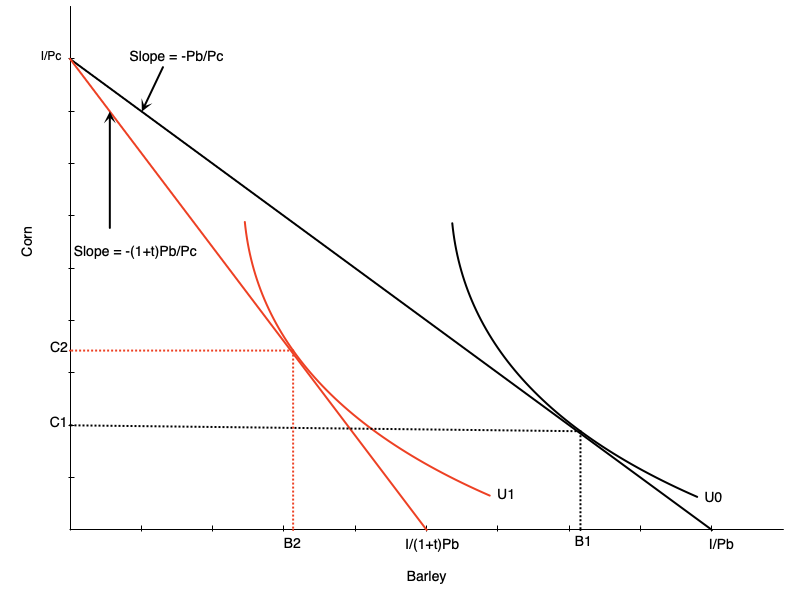 I/Pc
Slope = -Pb/Pc
Slope = -(1+t)Pb/Pc
Corn
C2
C1
U1
U0
B2
I/(1+t)Pb
B1
I/Pb
Barley